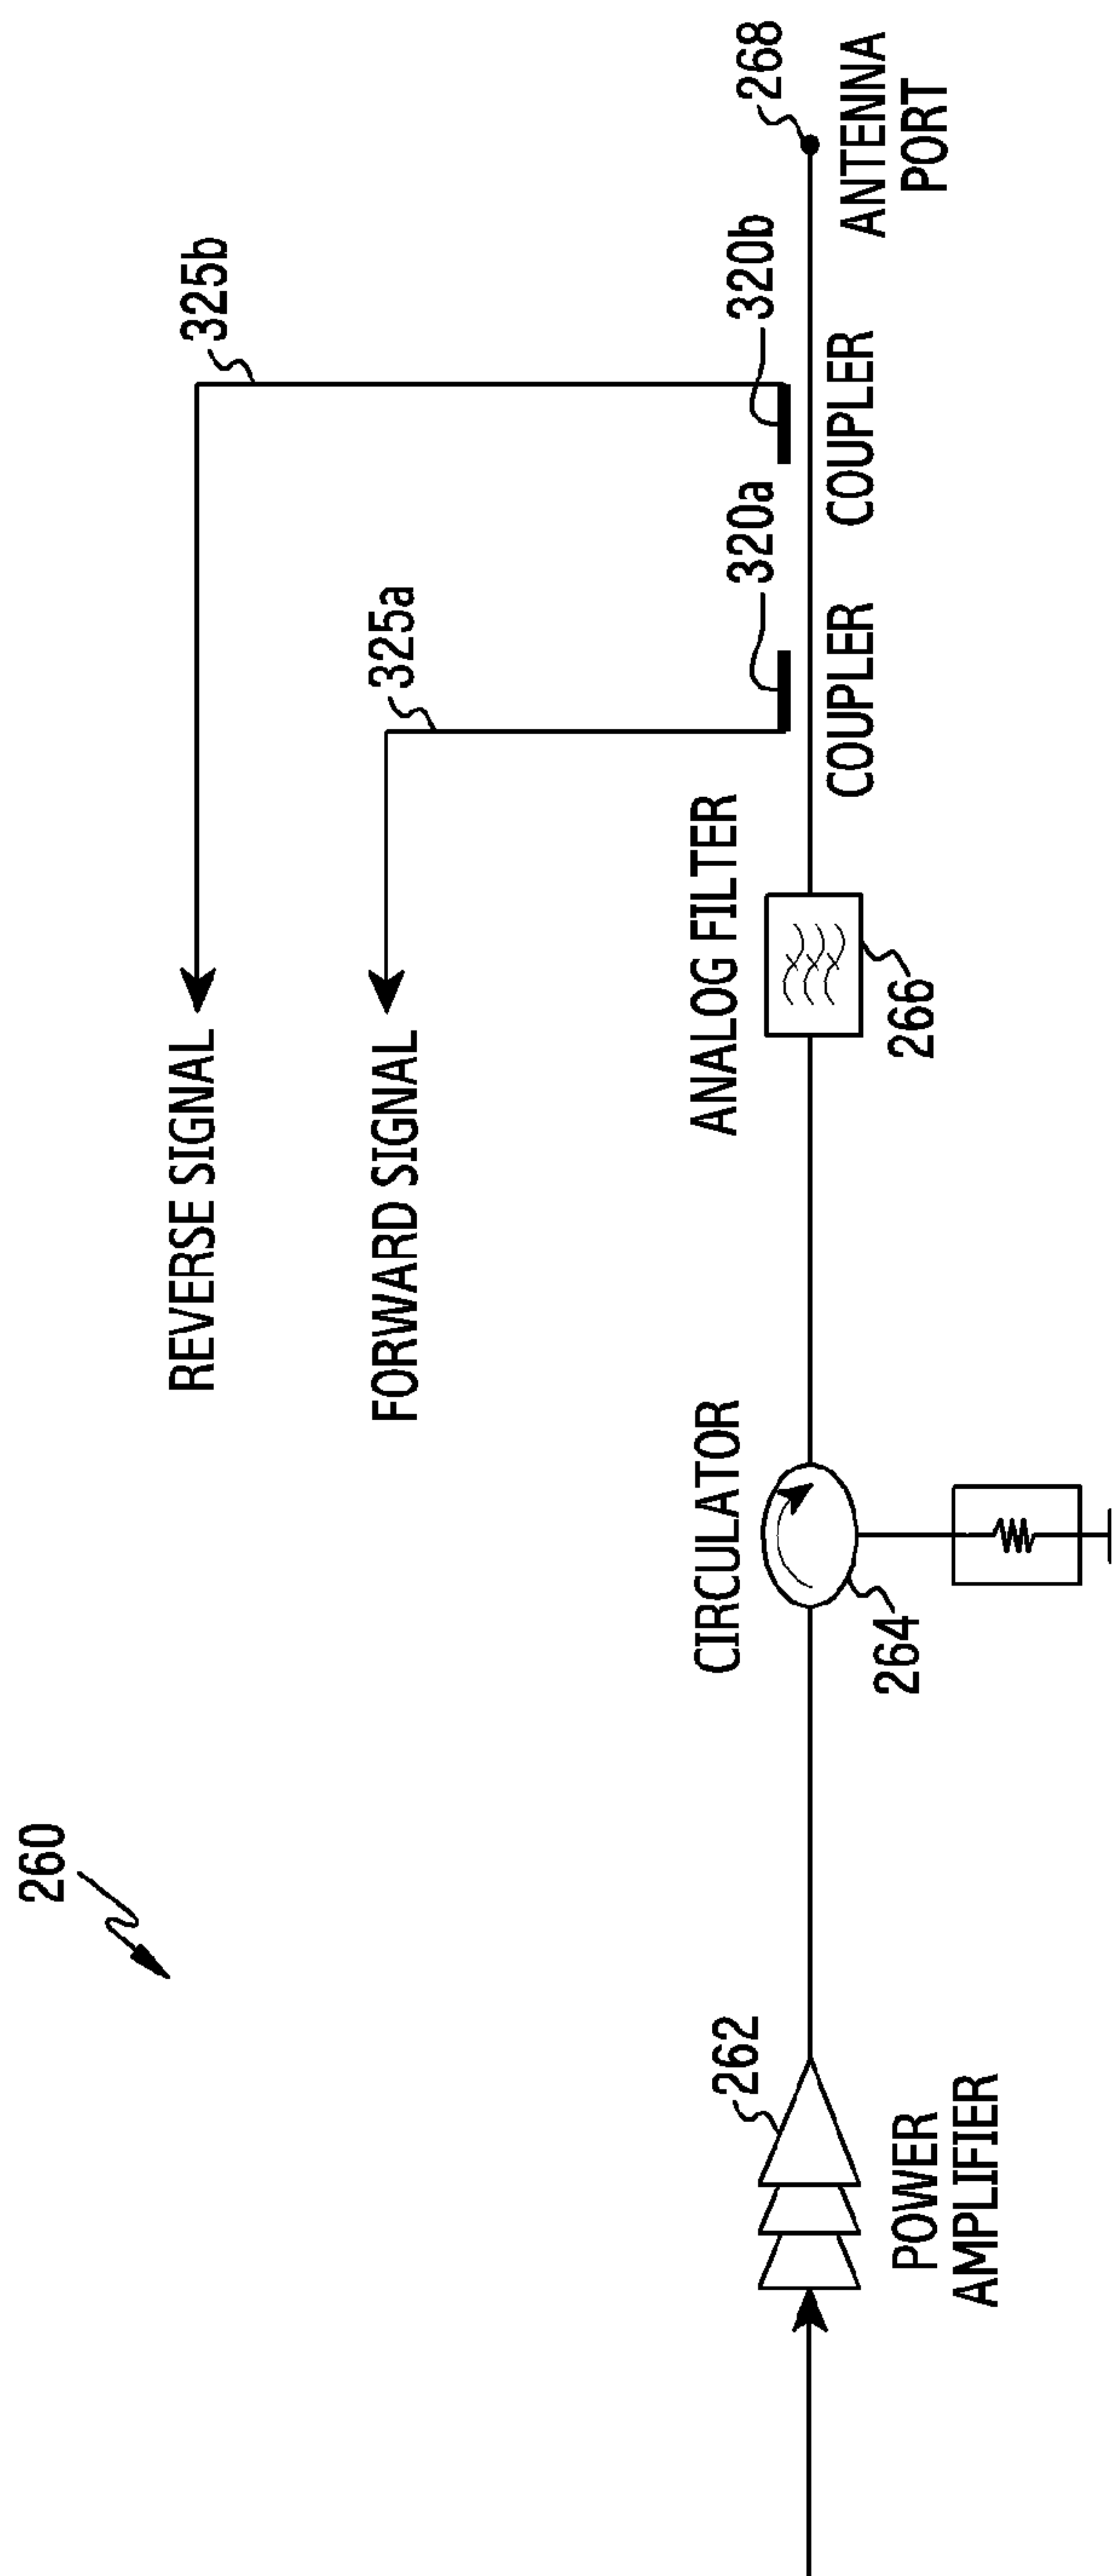 260
REVERSE SIGNAL
325b
FORWARD SIGNAL
325a
262
POWER
AMPLIFIER
CIRCULATOR
264
ANALOG FILTER
266
320a
COUPLER
320b
COUPLER
268
ANTENNA
PORT